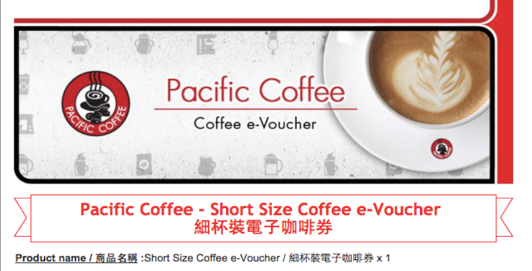 PACIFIC COFFEE
Pacific Coffee
Coffee e-Voucher
Pacific Coffee - Short Size Coffee e-Voucher
細杯裝電子咖啡券
Product name / 商品名稱 :Short Size Coffee e-Voucher / 細杯裝電子咖啡券 x 1